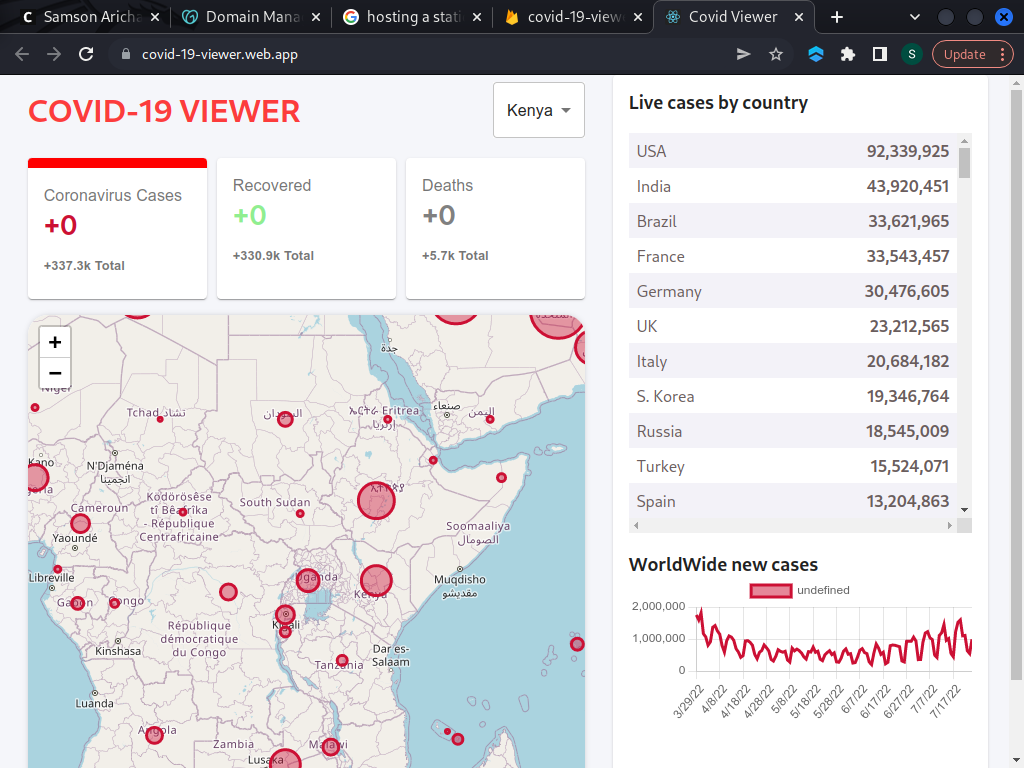 Samson Aricha
Domain Mana
hosting a stati
covid-19-view
Covid Viewer
covid-19-viewer.web.app
S
Update
COVID-19 VIEWER
Kenya
Coronavirus Cases
+0
+337.3k Total
Recovered
+0
+330.9k Total
Deaths
+0
+5.7k Total
+
−
جدة
Niger
Tchad تشاد
السودان
ኤርትራ Eritrea
إرتريا
صنعاء
اليمن
Kano
N'Djaména
انجمينا
Cameroun
Yaoundé
Ködörösêse
tî Bêafrîka
- République
Centrafricaine
South Sudan
ኢትዮጵያ
Soomaaliya
الصومال
Muqdisho
مقديشو
Libreville
Gabon
Congo
Uganda
Kenya
Kigali
Kinshasa
République
démocratique
du Congo
Tanzania
Dar es-
Salaam
Luanda
Angola
Zambia
Malawi
Lusaka
Live cases by country
USA 92,339,925
India 43,920,451
Brazil 33,621,965
France 33,543,457
Germany 30,476,605
UK 23,212,565
Italy 20,684,182
S. Korea 19,346,764
Russia 18,545,009
Turkey 15,524,071
Spain 13,204,863
WorldWide new cases
undefined
2,000,000
1,000,000
0
3/29/22 4/8/22 4/18/22 4/28/22 5/8/22 5/18/22 5/28/22 6/7/22 6/17/22 6/27/22 7/7/22 7/17/22